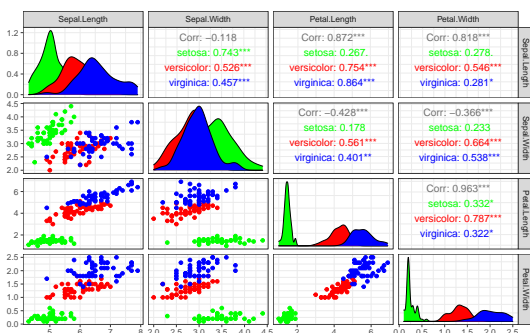 Sepal.Length Sepal.Width Petal.Length Petal.Width
Corr: −0.118
setosa: 0.743***
versicolor: 0.526***
virginica: 0.457***
Corr: 0.872***
setosa: 0.267.
versicolor: 0.754***
virginica: 0.864***
Corr: 0.818***
setosa: 0.278.
versicolor: 0.546***
virginica: 0.281*
Sepal.Length
1.2
0.8
0.4
0.0
Corr: −0.428***
setosa: 0.178
versicolor: 0.561***
virginica: 0.401**
Corr: −0.366***
setosa: 0.233
versicolor: 0.664***
virginica: 0.538***
Sepal.Width
4.5
4.0
3.5
3.0
2.5
2.0
Corr: 0.963***
setosa: 0.332*
versicolor: 0.787***
virginica: 0.322*
Petal.Length
6
4
2
Petal.Width
2.5
2.0
1.5
1.0
0.5
0.0
5 6 7 8 2.0 2.5 3.0 3.5 4.0 4.5 2 4 6 0.0 0.5 1.0 1.5 2.0 2.5